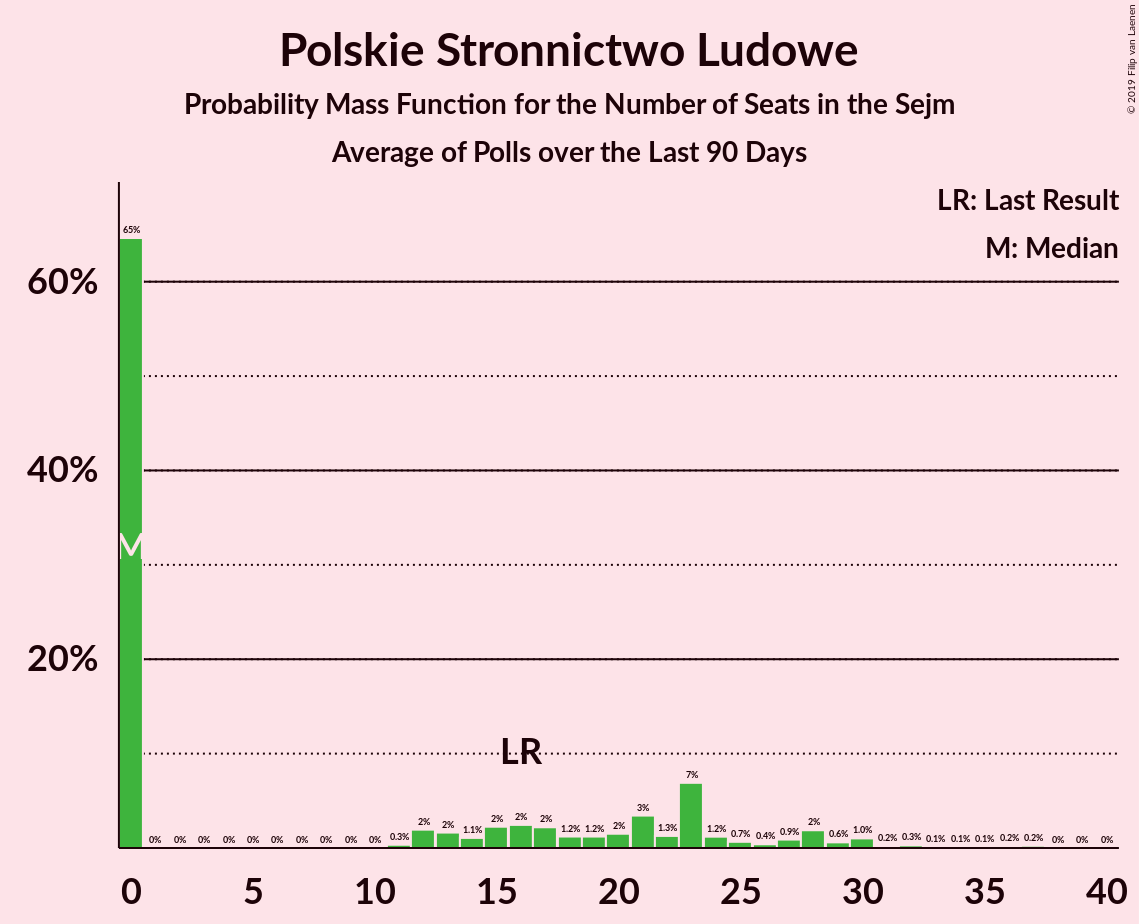 Polskie Stronnictwo Ludowe
Probability Mass Function for the Number of Seats in the Sejm
Average of Polls over the Last 90 Days
© 2019 Filip van Laenen
LR: Last Result
M: Median
65%
60%
40%
M
20%
LR
0% 0% 0% 0% 0% 0% 0% 0% 0% 0% 0.3% 2% 2% 1.1% 2% 2% 2% 1.2% 1.2% 2% 3% 1.3% 7% 1.2% 0.7% 0.4% 0.9% 2% 0.6% 1.0% 0.2% 0.3% 0.1% 0.1% 0.1% 0.2% 0.2% 0% 0% 0%
0 5 10 15 20 25 30 35 40